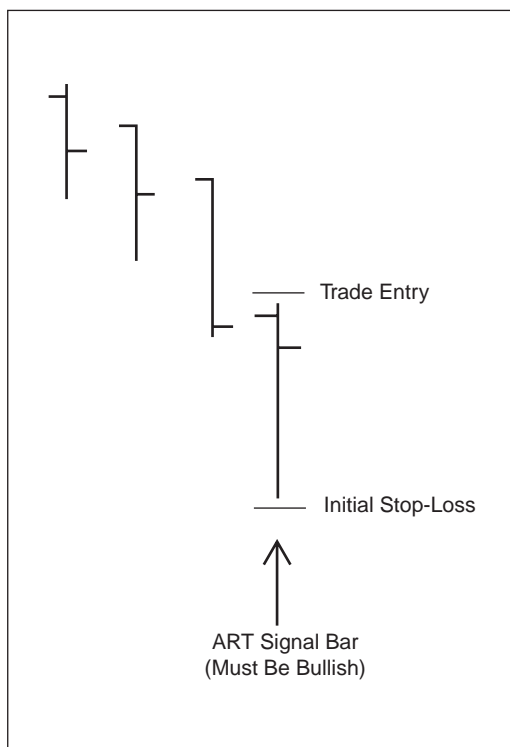 Trade Entry
Initial Stop-Loss
ART Signal Bar
(Must Be Bullish)